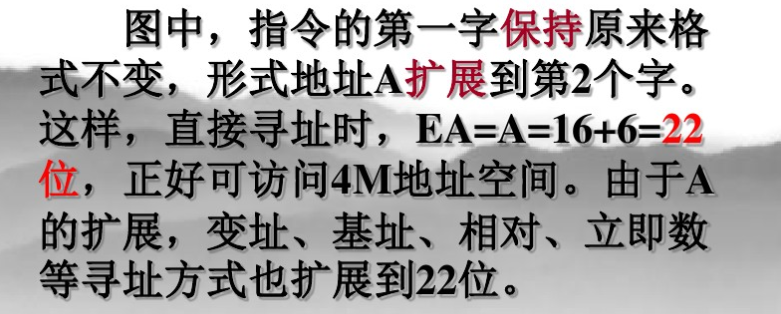 图中，指令的第一字保持原来格
式不变，形式地址A扩展到第2个字。
这样，直接寻址时，EA=A=16+6=22
位，正好可访问4M地址空间。由于A
的扩展，变址、基址、相对、立即数
等寻址方式也扩展到22位。